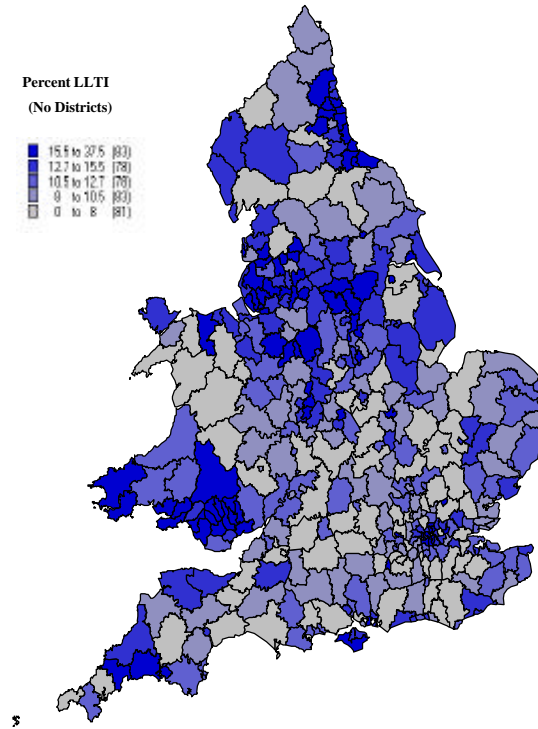 Percent LLTI
(No Districts)
15.5 to 37.5 (83)
12.7 to 15.5 (78)
10.5 to 12.7 (78)
to 10.5 (83)
0 to 8 (81)